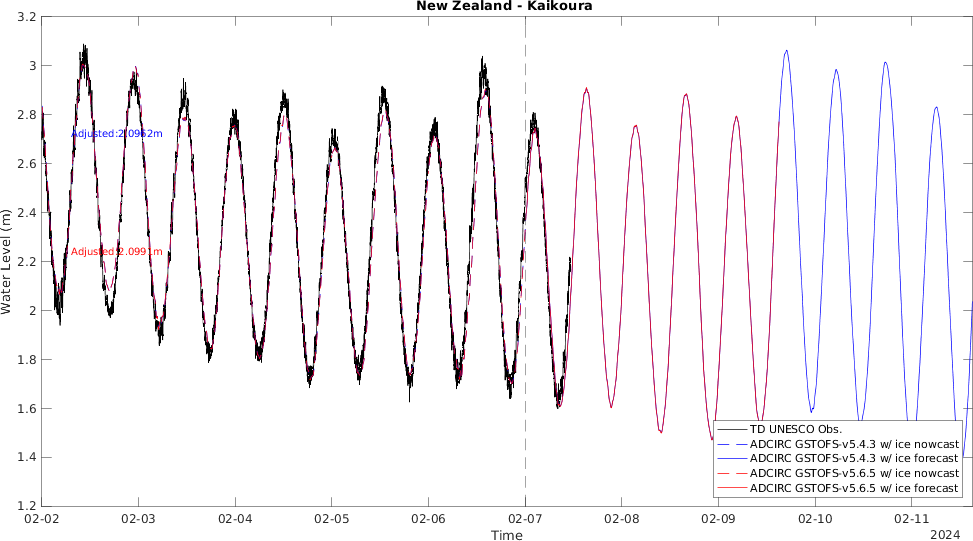 New Zealand - Kaikoura
3.2
3
2.8
2.6
2.4
2.2
2
1.8
1.6
1.4
1.2
Water Level (m)
Adjusted:2.0962m
Adjusted:2.0991m
TD UNESCO Obs.
ADCIRC GSTOFS-v5.4.3 w/ ice nowcast
ADCIRC GSTOFS-v5.4.3 w/ ice forecast
ADCIRC GSTOFS-v5.6.5 w/ ice nowcast
ADCIRC GSTOFS-v5.6.5 w/ ice forecast
02-02 02-03 02-04 02-05 02-06 02-07 02-08 02-09 02-10 02-11
Time
2024